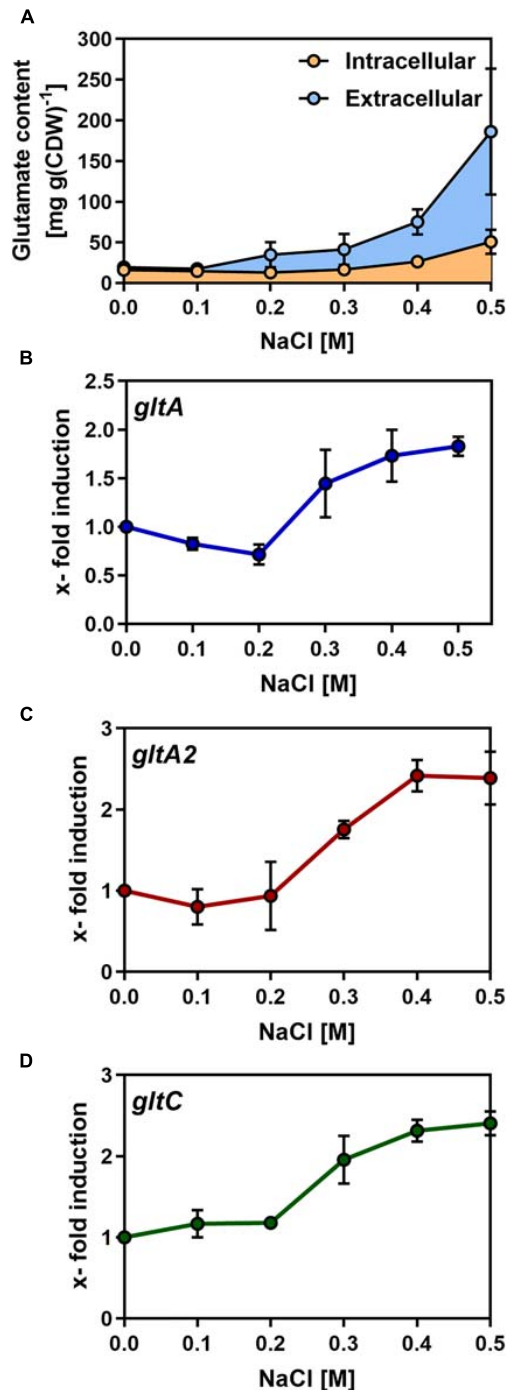 A
300
250
200
150
100
50
0
Glutamate content
[mg g(CDW)⁻¹]
Intracellular
Extracellular
0.0 0.1 0.2 0.3 0.4 0.5
NaCl [M]
B
gltA
2.5
2.0
1.5
1.0
0.5
0.0
x- fold induction
0.0 0.1 0.2 0.3 0.4 0.5
NaCl [M]
C
gltA2
3
2
1
0
x- fold induction
0.0 0.1 0.2 0.3 0.4 0.5
NaCl [M]
D
gltC
3
2
1
0
x- fold induction
0.0 0.1 0.2 0.3 0.4 0.5
NaCl [M]